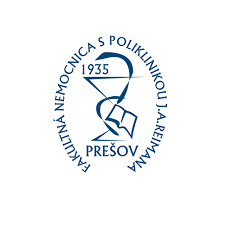 FAKULTNÁ NEMOCNICA S POLIKLINIKOU J.A.REIMANA
1935
PREŠOV